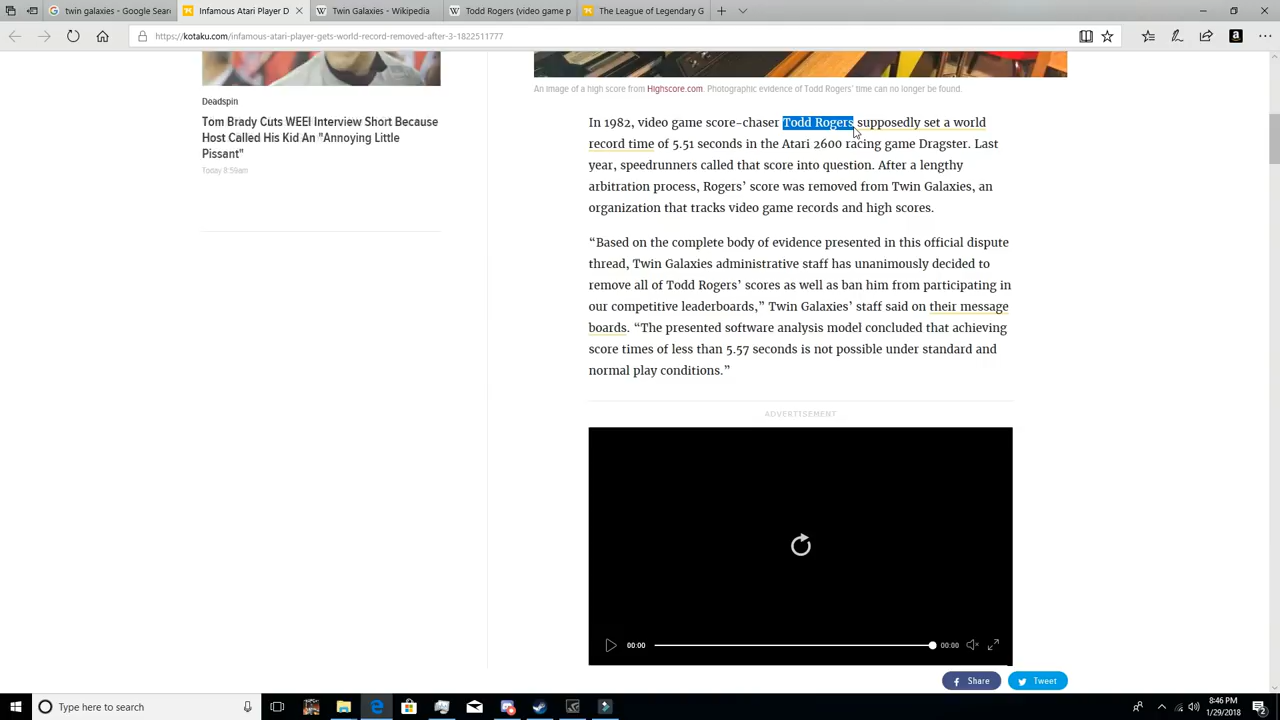 twin galaxies - Google Sear
Infamous Atari Player D
Twin Galaxies
Wikipedia
Todd Rogers (video game p
The League of Legendary G
https://kotaku.com/infamous-atari-player-gets-world-record-removed-after-3-1822511777
An image of a high score from Highscore.com. Photographic evidence of Todd Rogers' time can no longer be found.
Deadspin
Tom Brady Cuts WEEI Interview Short Because
Host Called His Kid An "Annoying Little
Pissant"
Today 8:59am
In 1982, video game score-chaser Todd Rogers supposedly set a world
record time of 5.51 seconds in the Atari 2600 racing game Dragster. Last
year, speedrunners called that score into question. After a lengthy
arbitration process, Rogers' score was removed from Twin Galaxies, an
organization that tracks video game records and high scores.
“Based on the complete body of evidence presented in this official dispute
thread, Twin Galaxies administrative staff has unanimously decided to
remove all of Todd Rogers' scores as well as ban him from participating in
our competitive leaderboards,” Twin Galaxies' staff said on their message
boards. “The presented software analysis model concluded that achieving
score times of less than 5.57 seconds is not possible under standard and
normal play conditions.”
ADVERTISEMENT
00:00
00:00
Share
Tweet
Type here to search
8:46 PM
1/29/2018